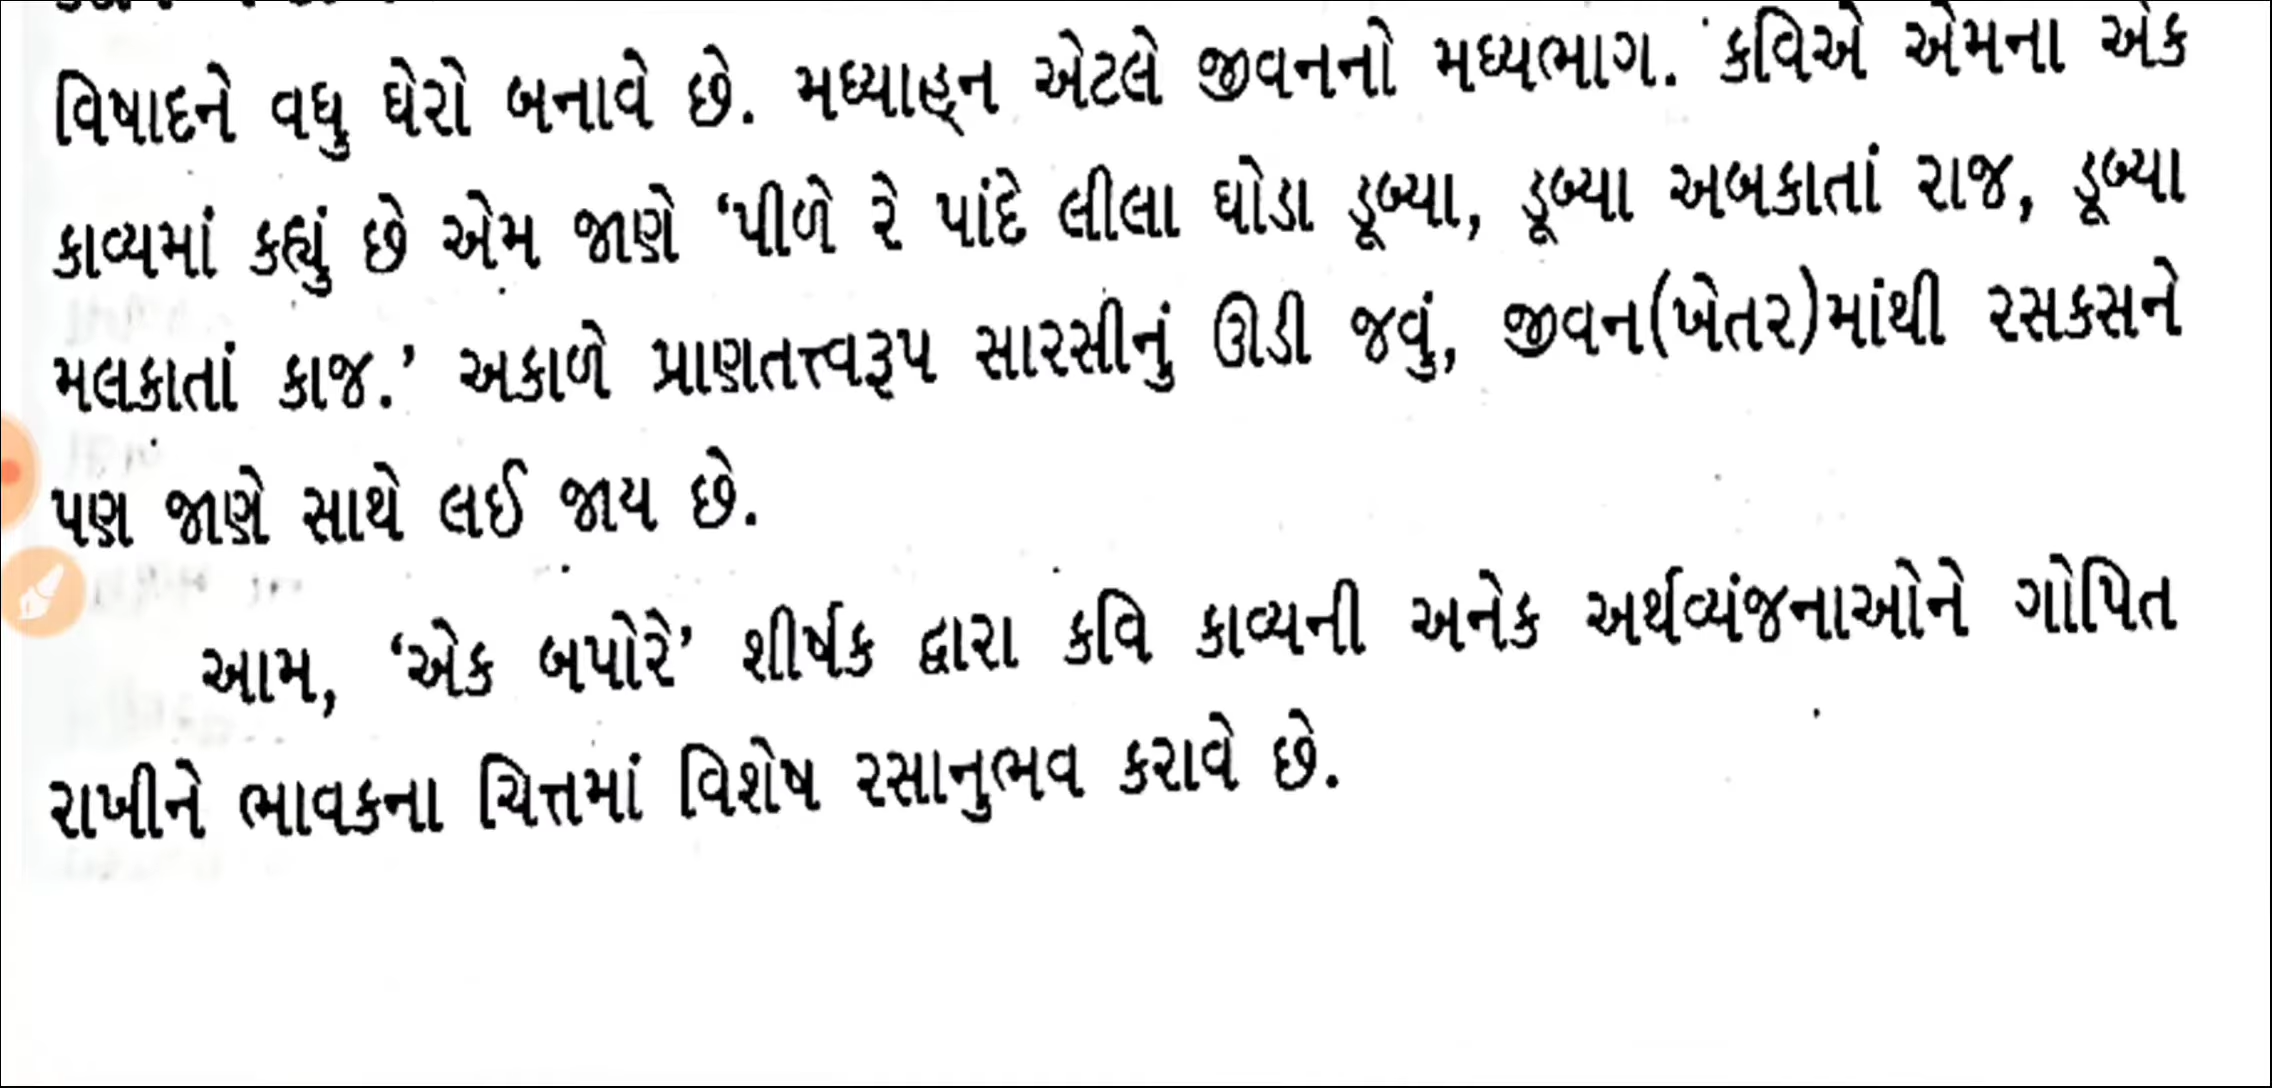 વિષાદને વધુ ઘેરો બનાવે છે. મધ્યાહ્ન એટલે જીવનનો મધ્યભાગ. કવિએ એમના એક
કાવ્યમાં કહ્યું છે એમ જાણે ‘પીળે રે પાંદે લીલા ઘોડા ડૂબ્યા, ડૂબ્યા અબકાતાં રાજ, ડૂબ્યા
મલકાતાં કાજ.’ અકાળે પ્રાણતત્ત્વરૂપ સારસીનું ઊડી જવું, જીવન(ખેતર)માંથી રસકસને
પણ જાણે સાથે લઈ જાય છે.
આમ, ‘એક બપોરે’ શીર્ષક દ્વારા કવિ કાવ્યની અનેક અર્થવ્યંજનાઓને ગોપિત
રાખીને ભાવકના ચિત્તમાં વિશેષ રસાનુભવ કરાવે છે.